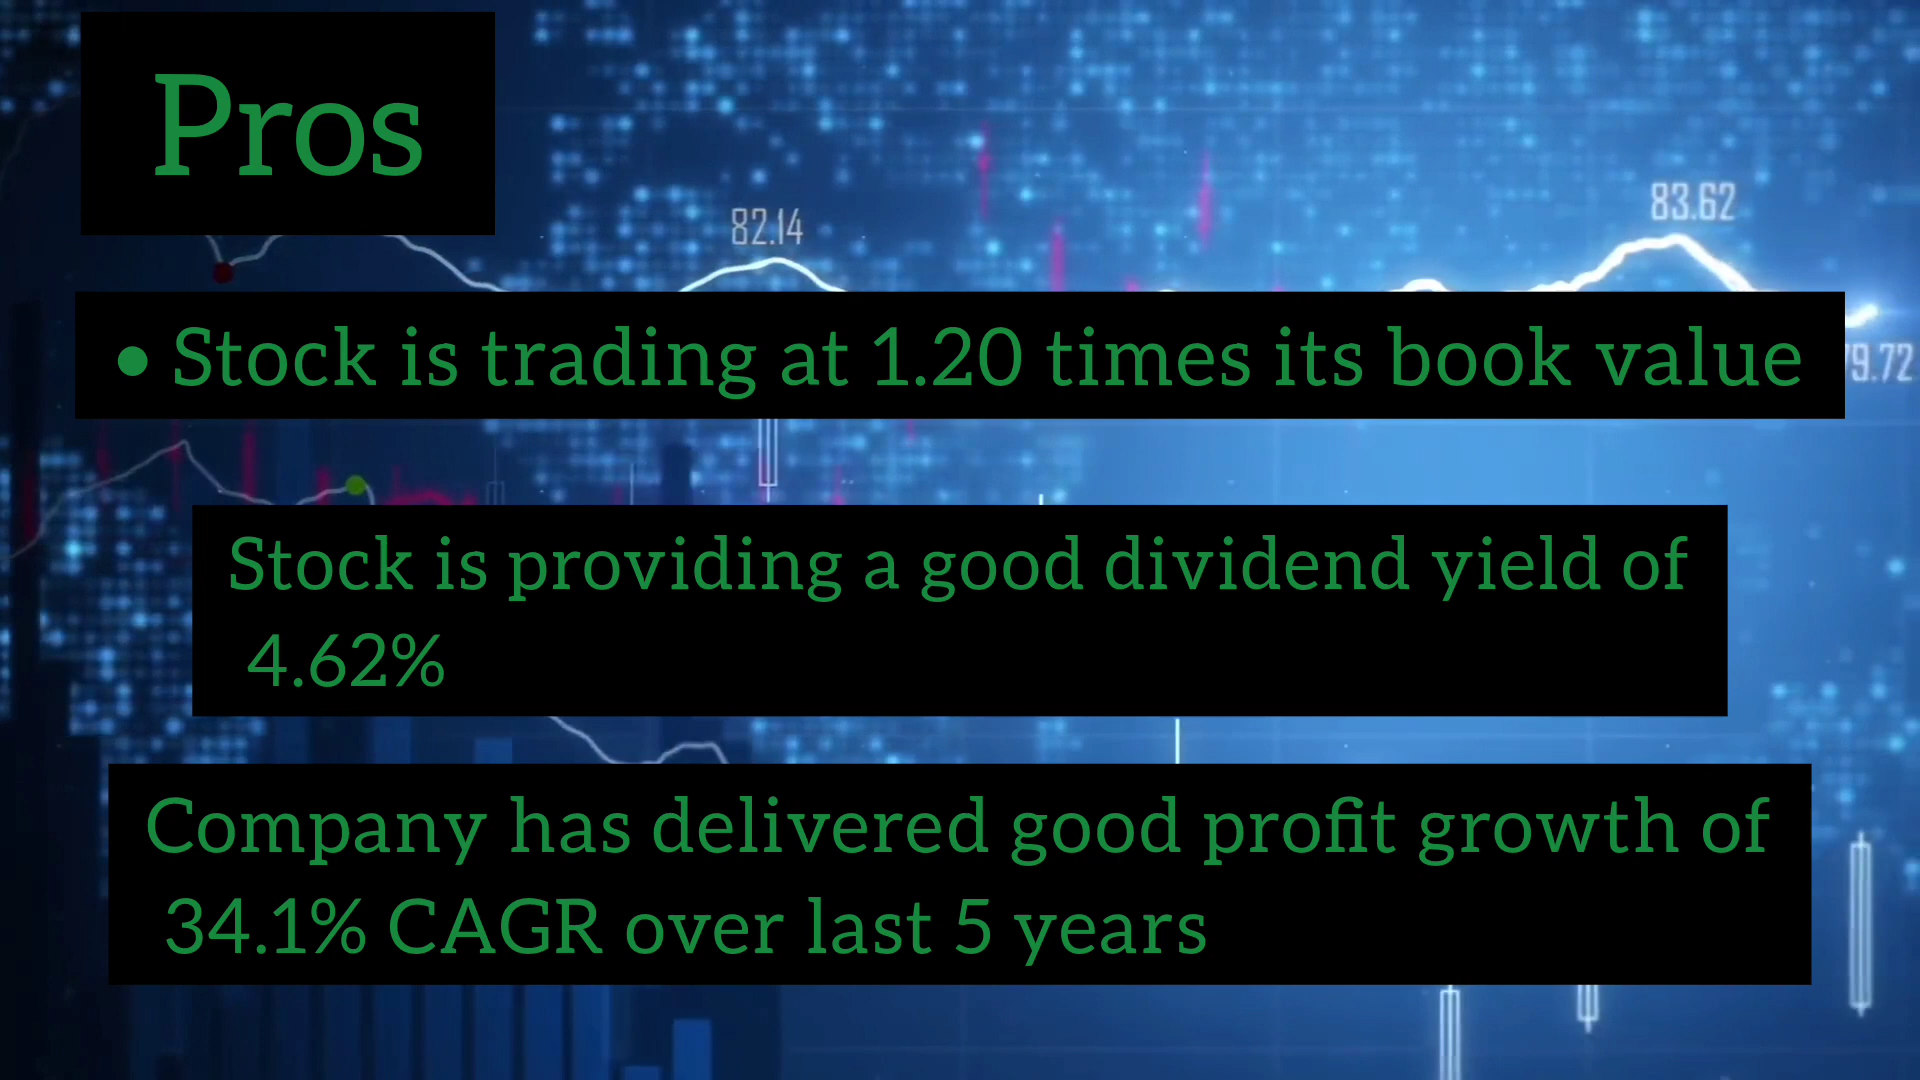 Pros
82.14
83.62
• Stock is trading at 1.20 times its book value
79.72
Stock is providing a good dividend yield of
4.62%
Company has delivered good profit growth of
34.1% CAGR over last 5 years